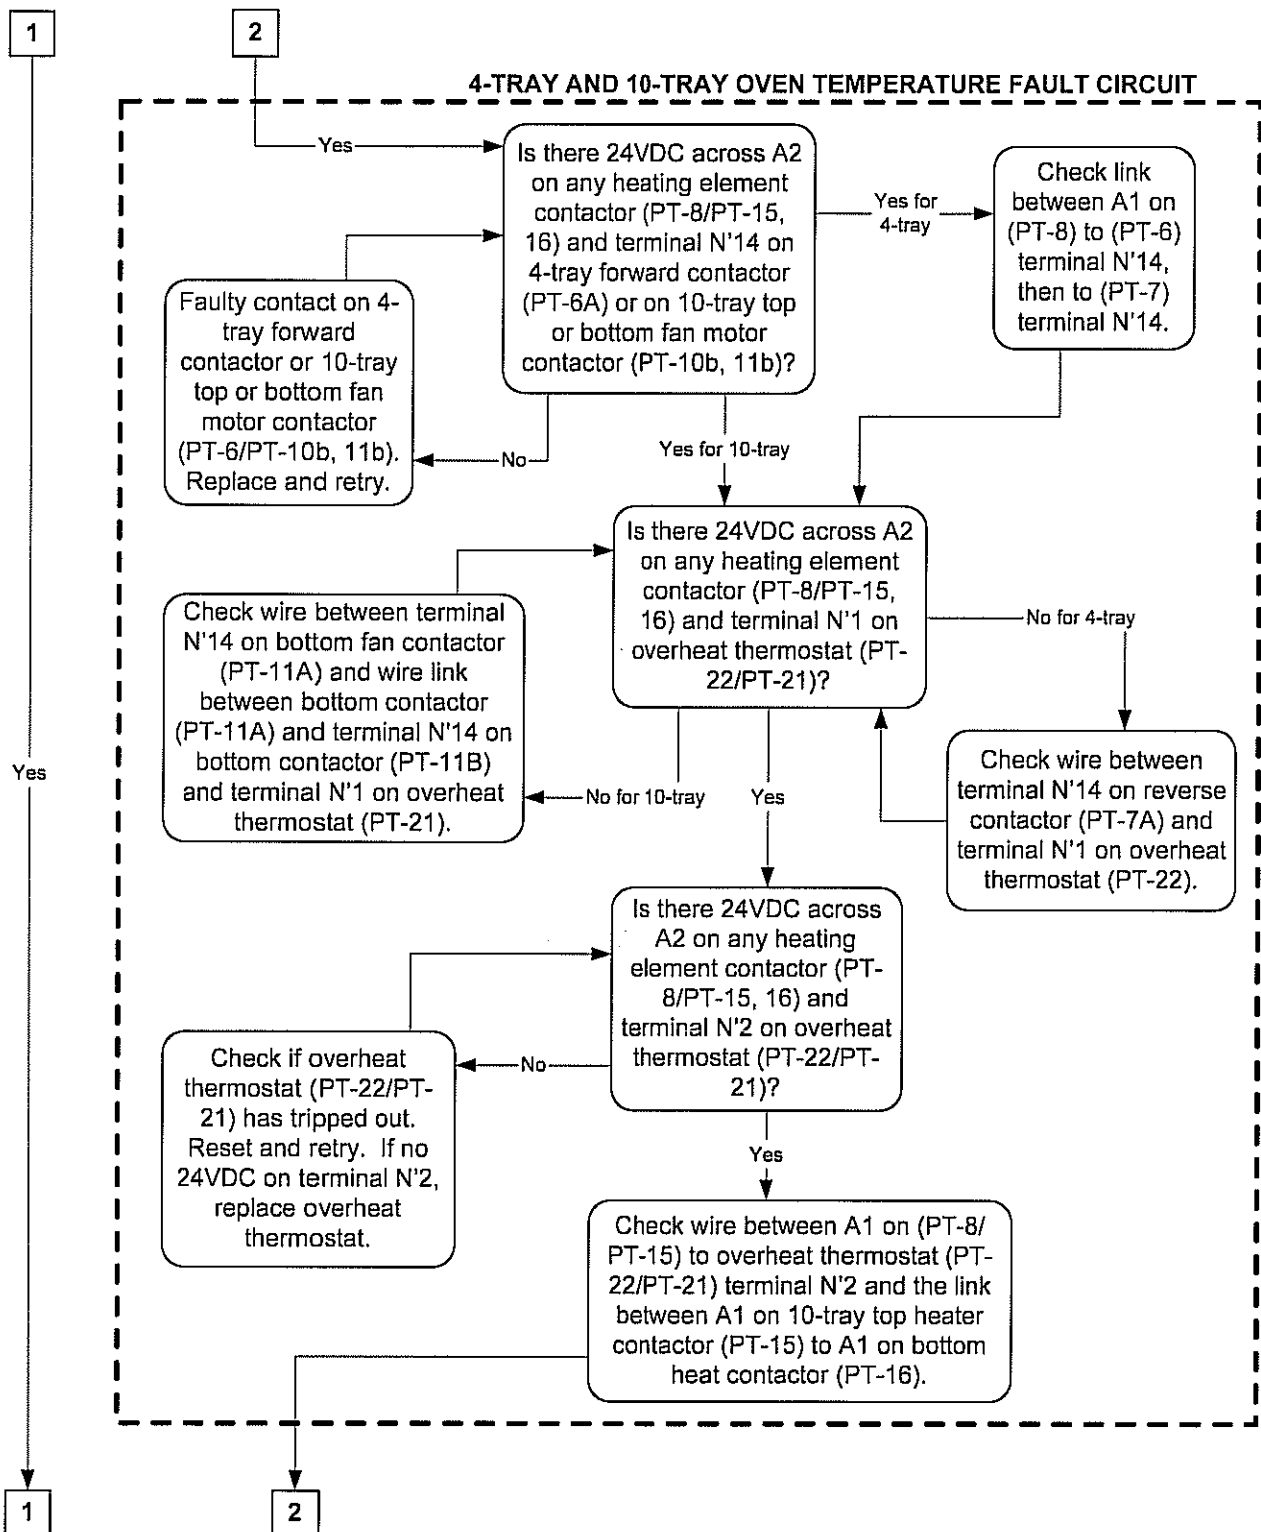 1
2
4-TRAY AND 10-TRAY OVEN TEMPERATURE FAULT CIRCUIT
Yes
Is there 24VDC across A2
on any heating element
contactor (PT-8/PT-15,
16) and terminal N'14 on
4-tray forward contactor
(PT-6A) or on 10-tray top
or bottom fan motor
contactor (PT-10b, 11b)?
Yes for
4-tray
Check link
between A1 on
(PT-8) to (PT-6)
terminal N'14,
then to (PT-7)
terminal N'14.
Faulty contact on 4-
tray forward
contactor or 10-tray
top or bottom fan
motor contactor
(PT-6/PT-10b, 11b).
Replace and retry.
No
Yes for 10-tray
Is there 24VDC across A2
on any heating element
contactor (PT-8/PT-15,
16) and terminal N'1 on
overheat thermostat (PT-
22/PT-21)?
No for 4-tray
Check wire between terminal
N'14 on bottom fan contactor
(PT-11A) and wire link
between bottom contactor
(PT-11A) and terminal N'14 on
bottom contactor (PT-11B)
and terminal N'1 on overheat
thermostat (PT-21).
No for 10-tray
Yes
Yes
Check wire between
terminal N'14 on reverse
contactor (PT-7A) and
terminal N'1 on overheat
thermostat (PT-22).
Is there 24VDC across
A2 on any heating
element contactor (PT-
8/PT-15, 16) and
terminal N'2 on overheat
thermostat (PT-22/PT-
21)?
No
Check if overheat
thermostat (PT-22/PT-
21) has tripped out.
Reset and retry. If no
24VDC on terminal N'2,
replace overheat
thermostat.
Yes
Check wire between A1 on (PT-8/
PT-15) to overheat thermostat (PT-
22/PT-21) terminal N'2 and the link
between A1 on 10-tray top heater
contactor (PT-15) to A1 on bottom
heat contactor (PT-16).
1
2